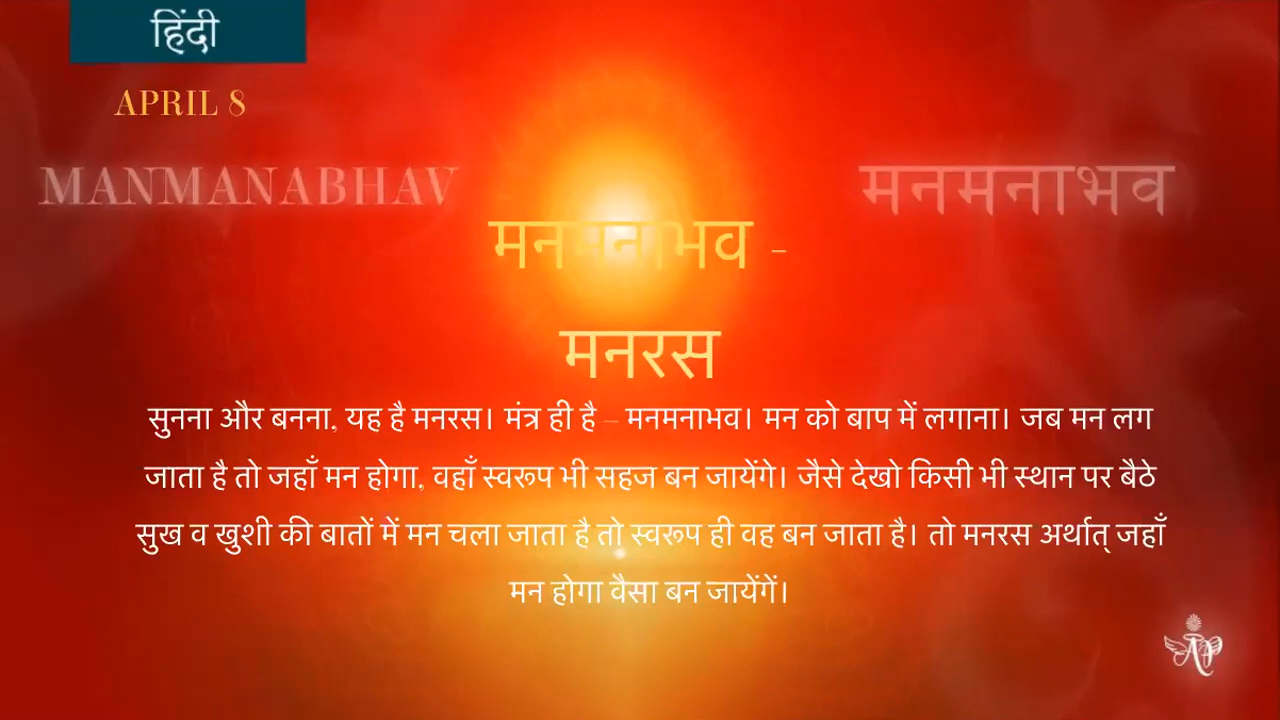 हिंदी
APRIL 8
MANMANABHAV
मनमनाभव
मनमनाभव -
मनरस
सुनना और बनना, यह है मनरस। मंत्र ही है – मनमनाभव। मन को बाप में लगाना। जब मन लग
जाता है तो जहाँ मन होगा, वहाँ स्वरूप भी सहज बन जायेंगे। जैसे देखो किसी भी स्थान पर बैठे
सुख व खुशी की बातों में मन चला जाता है तो स्वरूप ही वह बन जाता है। तो मनरस अर्थात् जहाँ
मन होगा वैसा बन जायेंगें।
AP